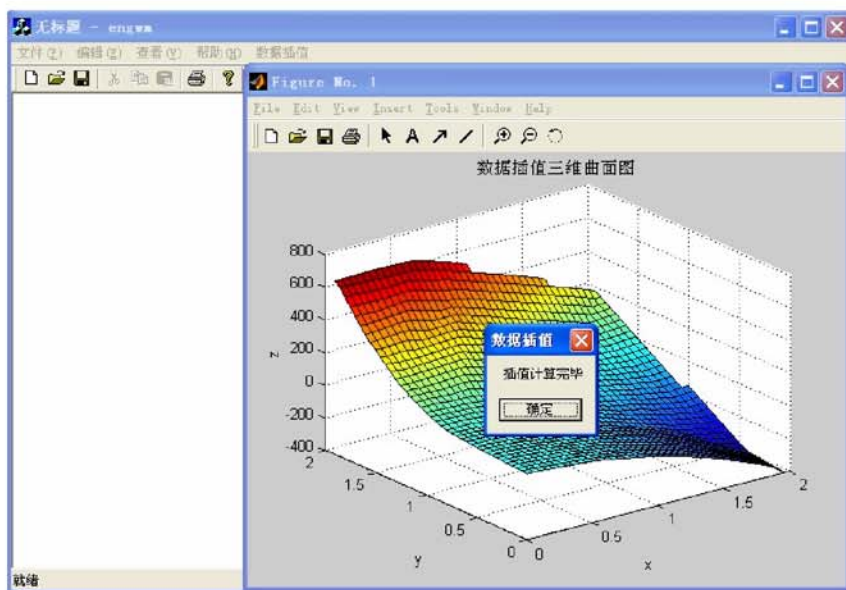 无标题 - engwm
文件(F) 编辑(E) 查看(V) 帮助(H) 数据插值
Figure No. 1
File Edit View Insert Tools Window Help
A
数据插值三维曲面图
800
600
400
200
0
-200
-400
z
2
1.5
1
0.5
0
y
0
0.5
1
1.5
2
x
数据插值
插值计算完毕
确定
就绪